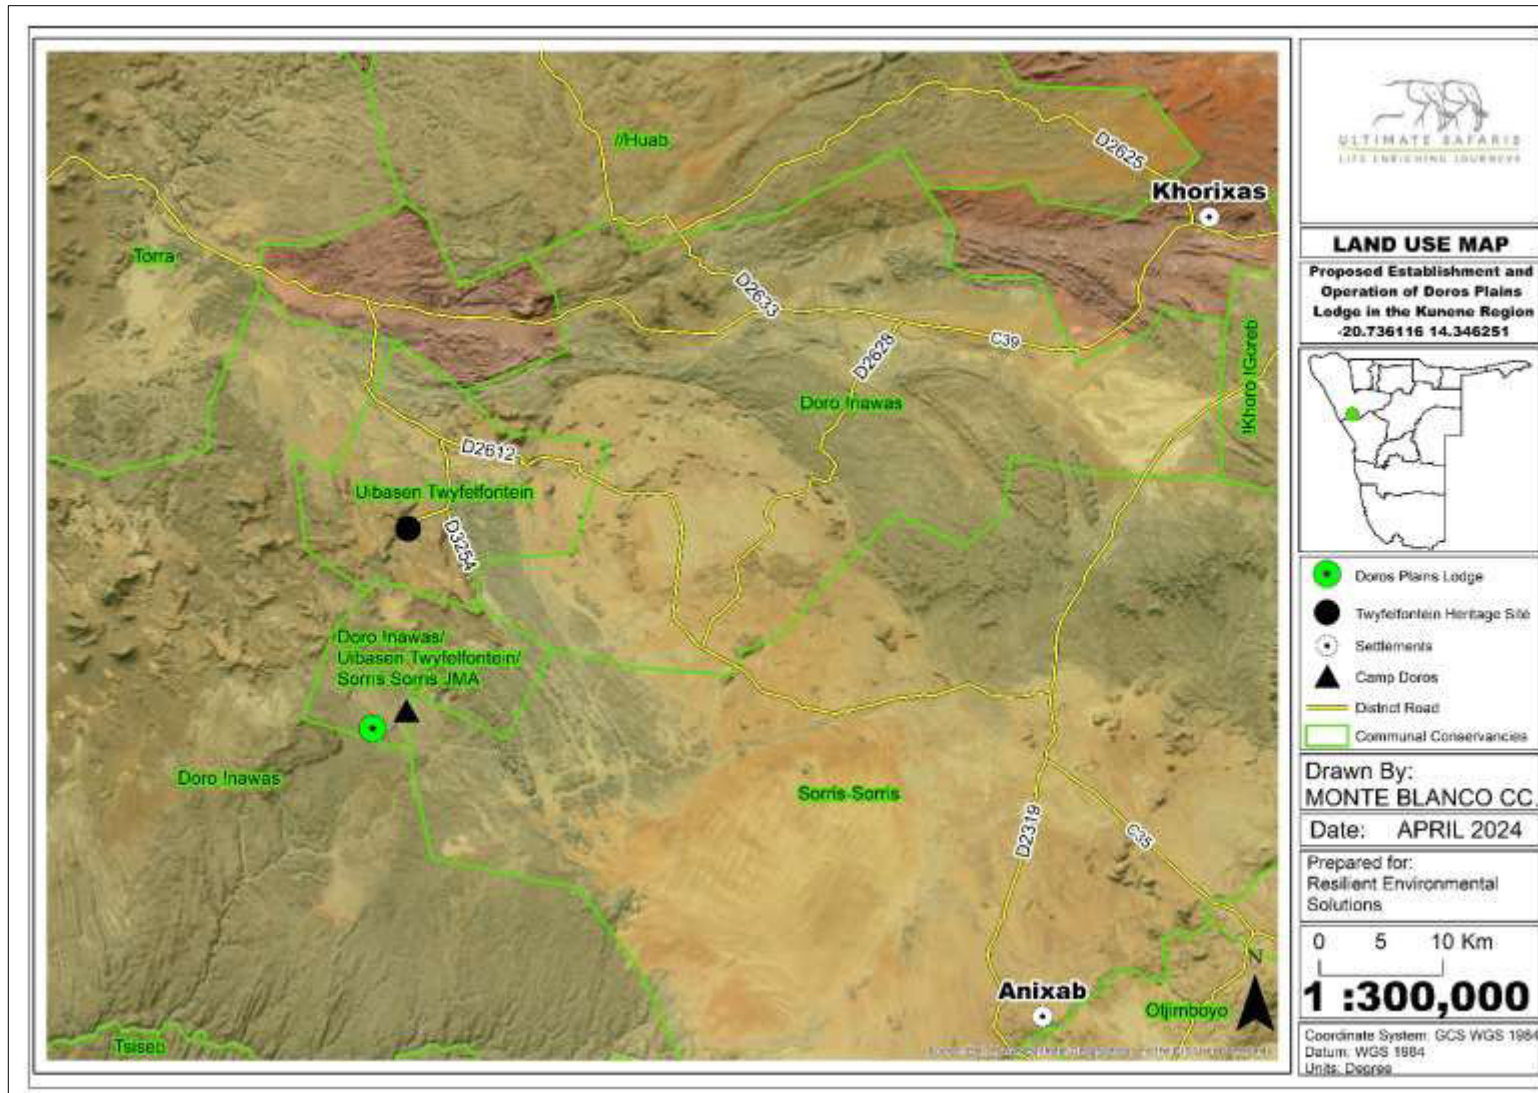 //Huab
D2625
Khorixas
Torra
D2633
C39
D2628
!Khoro !Goreb
Doro !nawas
D2612
Uibasen Twyfelfontein
D3254
Doro !nawas/
Uibasen Twyfelfontein/
Sorris Sorris JMA
Doro !nawas
Sorris-Sorris
D2319
C35
Anixab
Otjimboyo
Tsiseb
N
ULTIMATE SAFARIS
LIFE ENRICHING JOURNEYS
LAND USE MAP
Proposed Establishment and
Operation of Doros Plains
Lodge in the Kunene Region
-20.736116 14.346251
Doros Plains Lodge
Twyfelfontein Heritage Site
Settlements
Camp Doros
District Road
Communal Conservancies
Drawn By:
MONTE BLANCO CC.
Date: APRIL 2024
Prepared for:
Resilient Environmental
Solutions
0 5 10 Km
1 :300,000
Coordinate System: GCS WGS 1984
Datum: WGS 1984
Units: Degree